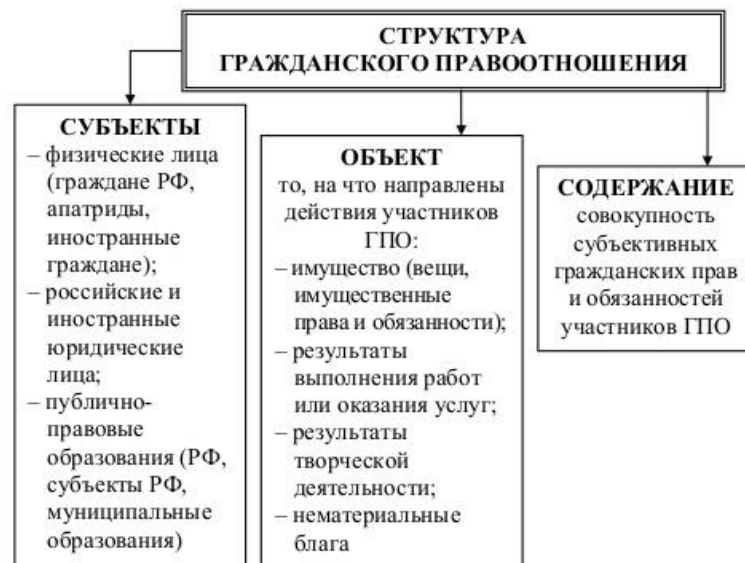 СТРУКТУРА
ГРАЖДАНСКОГО ПРАВООТНОШЕНИЯ
СУБЪЕКТЫ
– физические лица
(граждане РФ,
апатриды,
иностранные
граждане);
– российские и
иностранные
юридические
лица;
– публично-
правовые
образования (РФ,
субъекты РФ,
муниципальные
образования)
ОБЪЕКТ
то, на что направлены
действия участников
ГПО:
– имущество (вещи,
имущественные
права и обязанности);
– результаты
выполнения работ
или оказания услуг;
– результаты
творческой
деятельности;
– нематериальные
блага
СОДЕРЖАНИЕ
совокупность
субъективных
гражданских прав
и обязанностей
участников ГПО